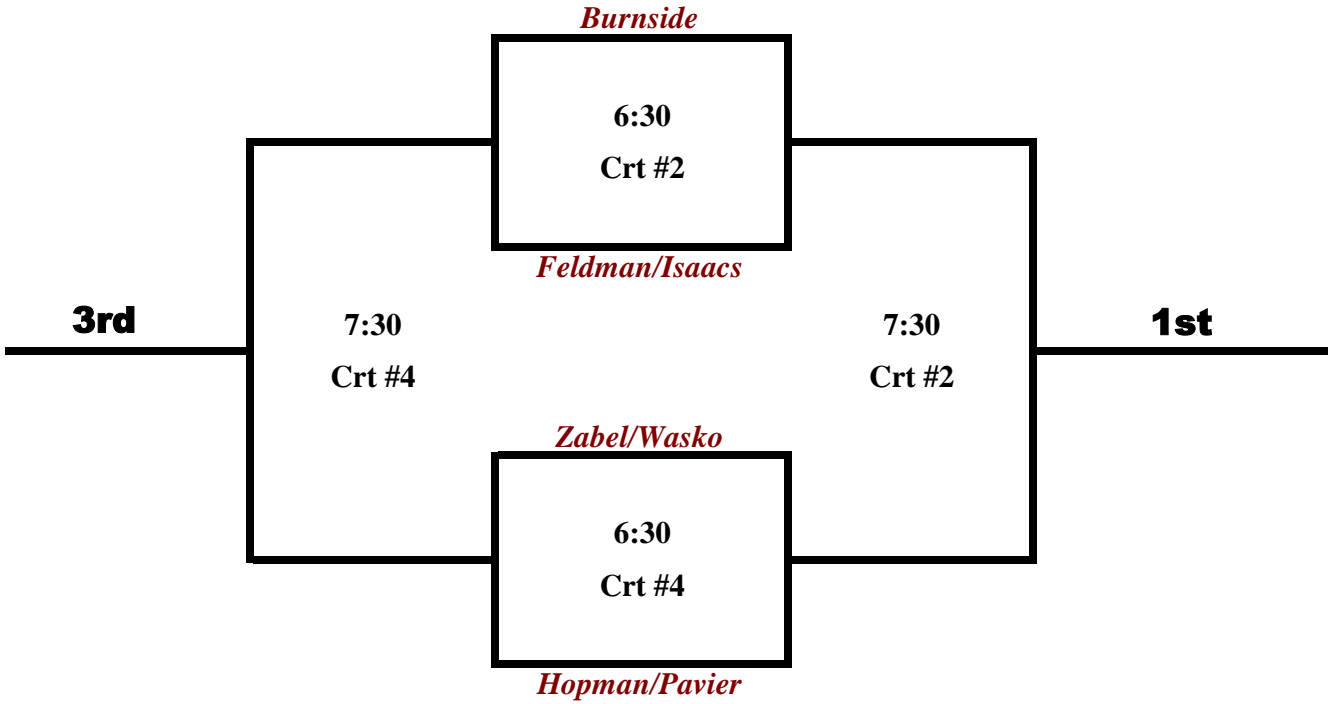 Burnside
6:30
Crt #2
Feldman/Isaacs
3rd
7:30
Crt #4
7:30
Crt #2
1st
Zabel/Wasko
6:30
Crt #4
Hopman/Pavier